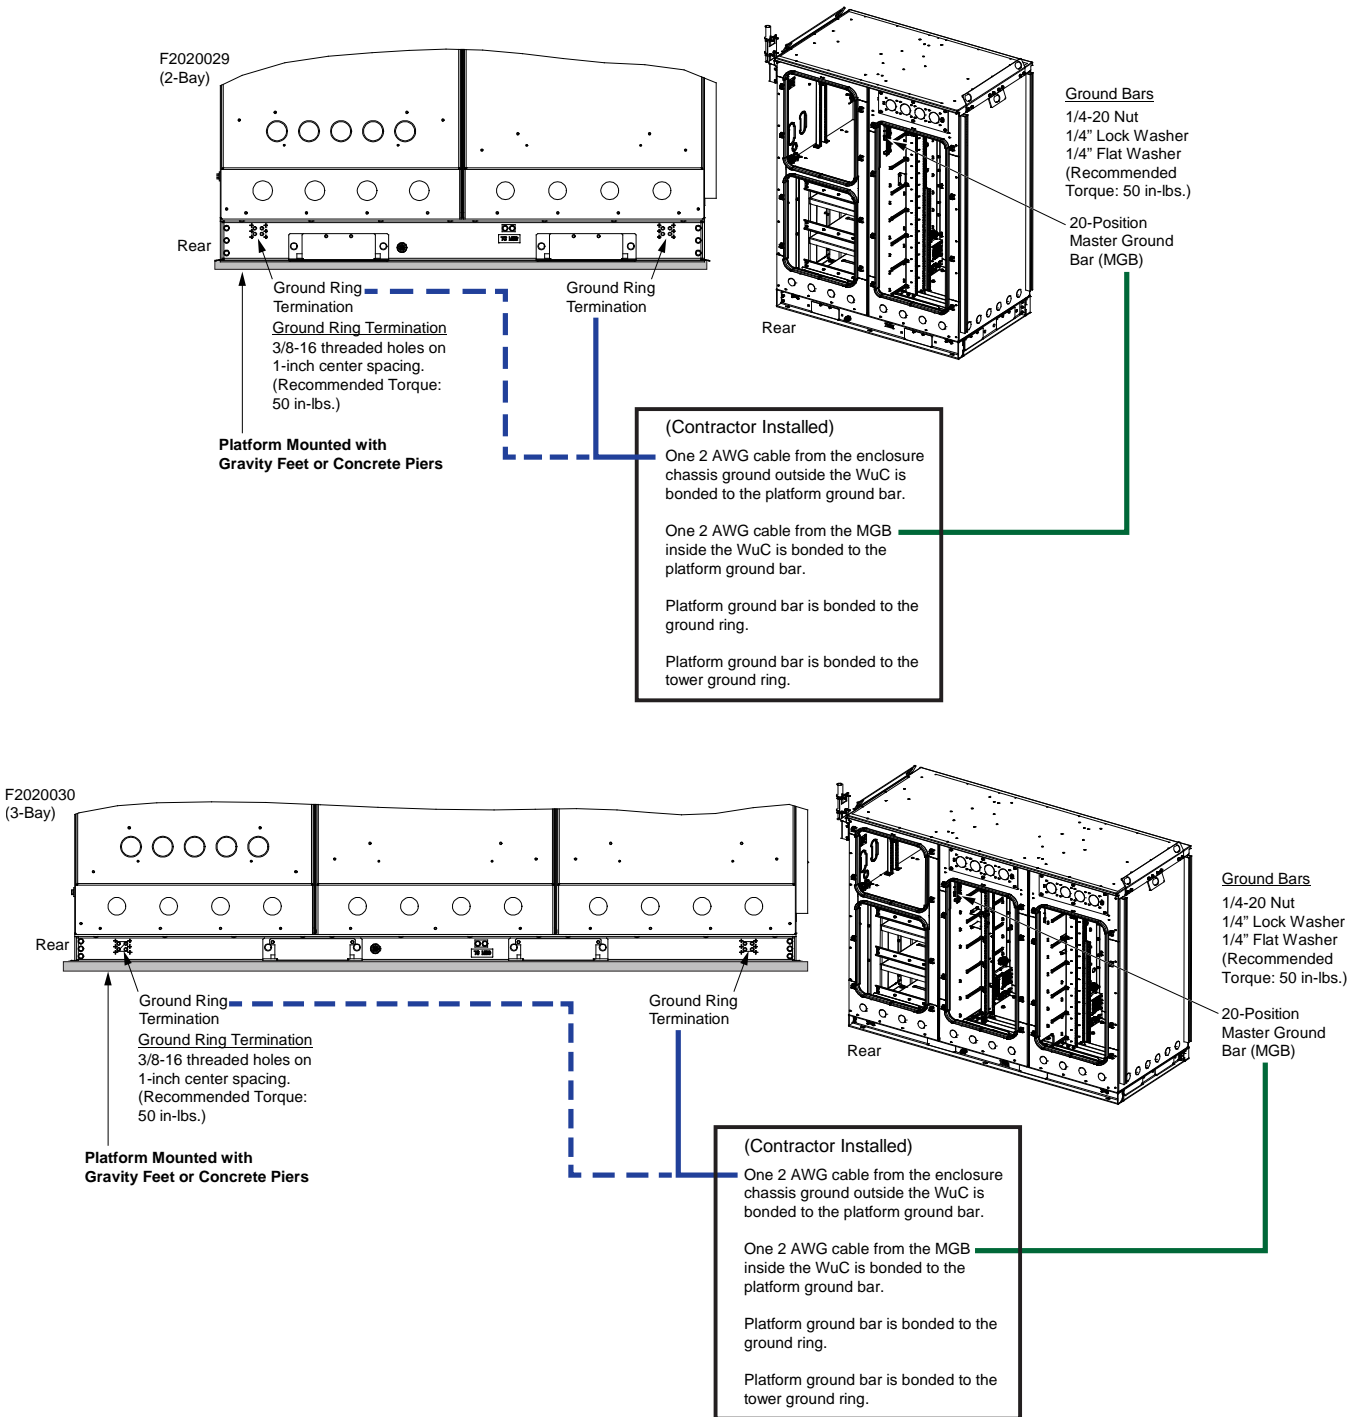 F2020029
(2-Bay)
Rear
Ground Ring
Termination
Ground Ring Termination
3/8-16 threaded holes on
1-inch center spacing.
(Recommended Torque:
50 in-lbs.)
Platform Mounted with
Gravity Feet or Concrete Piers
Ground Ring
Termination
Rear
Ground Bars
1/4-20 Nut
1/4” Lock Washer
1/4” Flat Washer
(Recommended
Torque: 50 in-lbs.)
20-Position
Master Ground
Bar (MGB)
(Contractor Installed)
One 2 AWG cable from the enclosure
chassis ground outside the WuC is
bonded to the platform ground bar.
One 2 AWG cable from the MGB
inside the WuC is bonded to the
platform ground bar.
Platform ground bar is bonded to the
ground ring.
Platform ground bar is bonded to the
tower ground ring.
F2020030
(3-Bay)
Rear
Ground Ring
Termination
Ground Ring Termination
3/8-16 threaded holes on
1-inch center spacing.
(Recommended Torque:
50 in-lbs.)
Platform Mounted with
Gravity Feet or Concrete Piers
Ground Ring
Termination
Rear
Ground Bars
1/4-20 Nut
1/4” Lock Washer
1/4” Flat Washer
(Recommended
Torque: 50 in-lbs.)
20-Position
Master Ground
Bar (MGB)
(Contractor Installed)
One 2 AWG cable from the enclosure
chassis ground outside the WuC is
bonded to the platform ground bar.
One 2 AWG cable from the MGB
inside the WuC is bonded to the
platform ground bar.
Platform ground bar is bonded to the
ground ring.
Platform ground bar is bonded to the
tower ground ring.